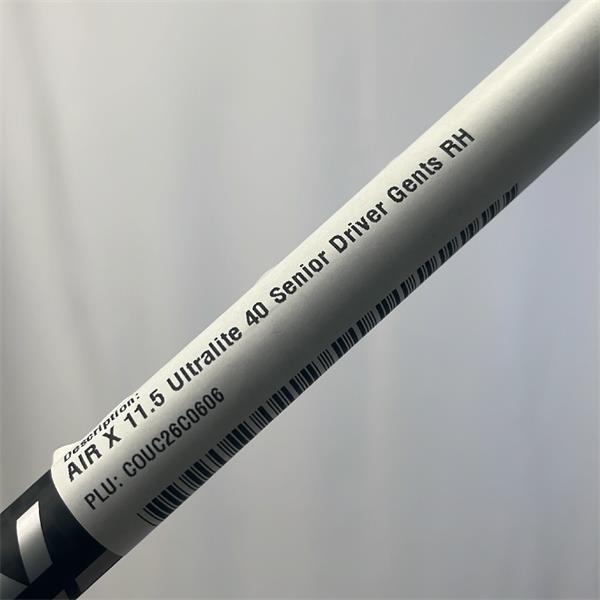 Description:
AIR X 11.5 Ultralite 40 Senior Driver Gents RH
PLU: COUC26C0606